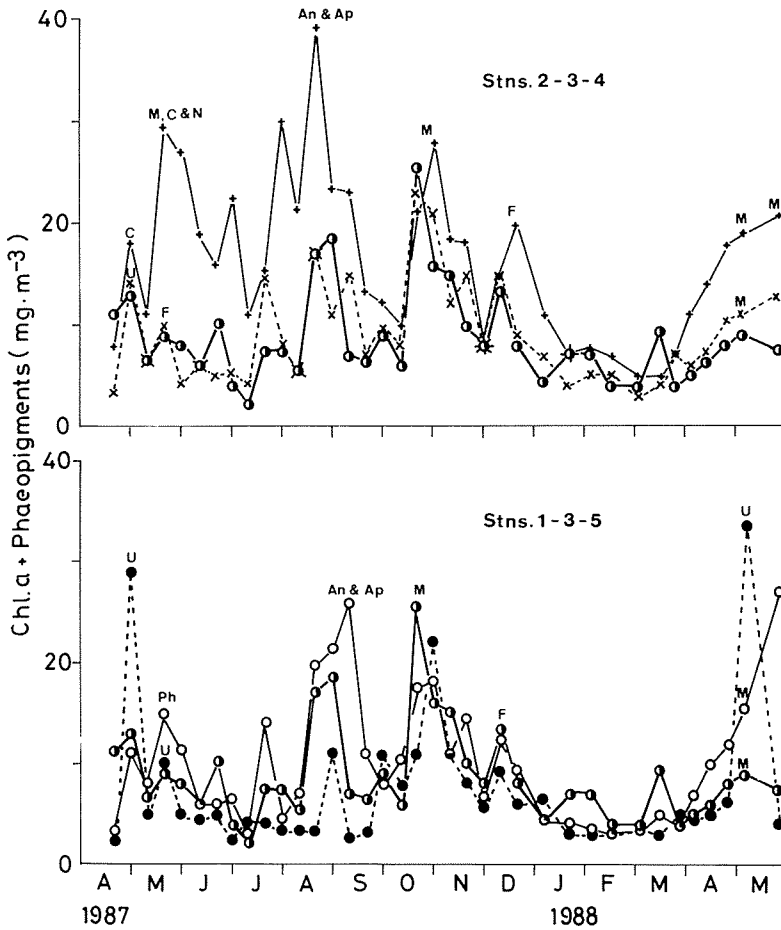 Chl.a + Phaeopigments ( mg. m-3 )
40
20
0
An & Ap
Stns. 2-3-4
M, C & N
M
C
U
F
F
M
M
M
40
20
0
Stns. 1-3-5
U
U
An & Ap
M
Ph
U
F
M
M
A M J J A S O N D J F M A M
1987 1988